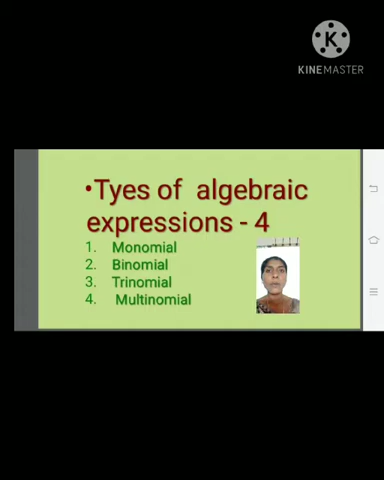 KINEMASTER
•Tyes of algebraic
expressions - 4
1. Monomial
2. Binomial
3. Trinomial
4. Multinomial